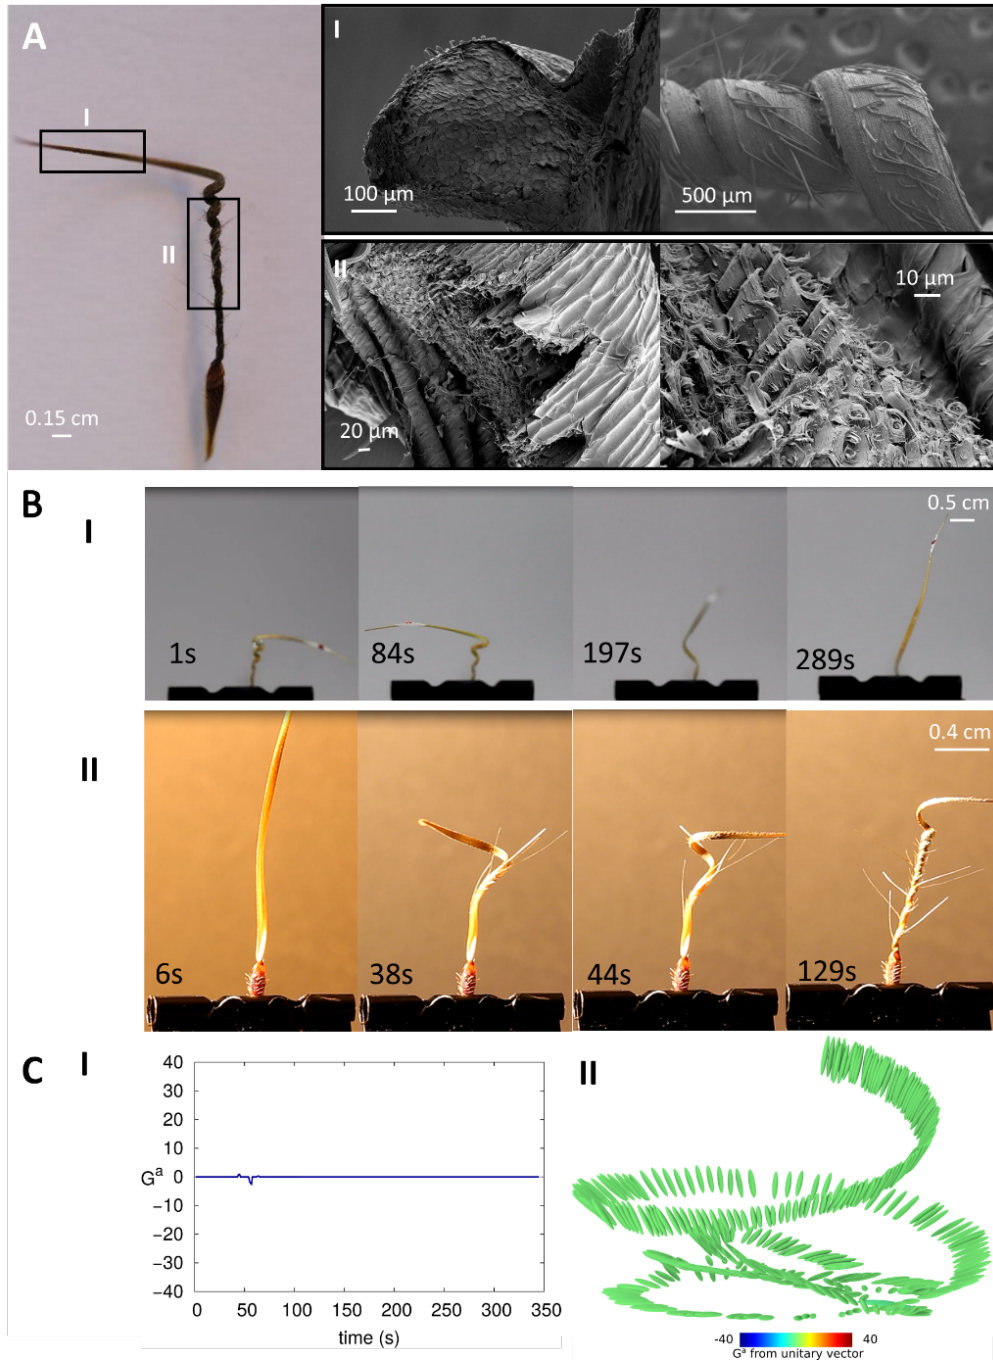 A
I
II
0.15 cm
I
100 μm
500 μm
II
20 μm
10 μm
B
I
1s
84s
197s
289s
0.5 cm
II
6s
38s
44s
129s
0.4 cm
C
I
40
30
20
10
0
-10
-20
-30
-40
Gᵃ
0
50
100
150
200
250
300
350
time (s)
II
-40
40
Gᵃ from unitary vector